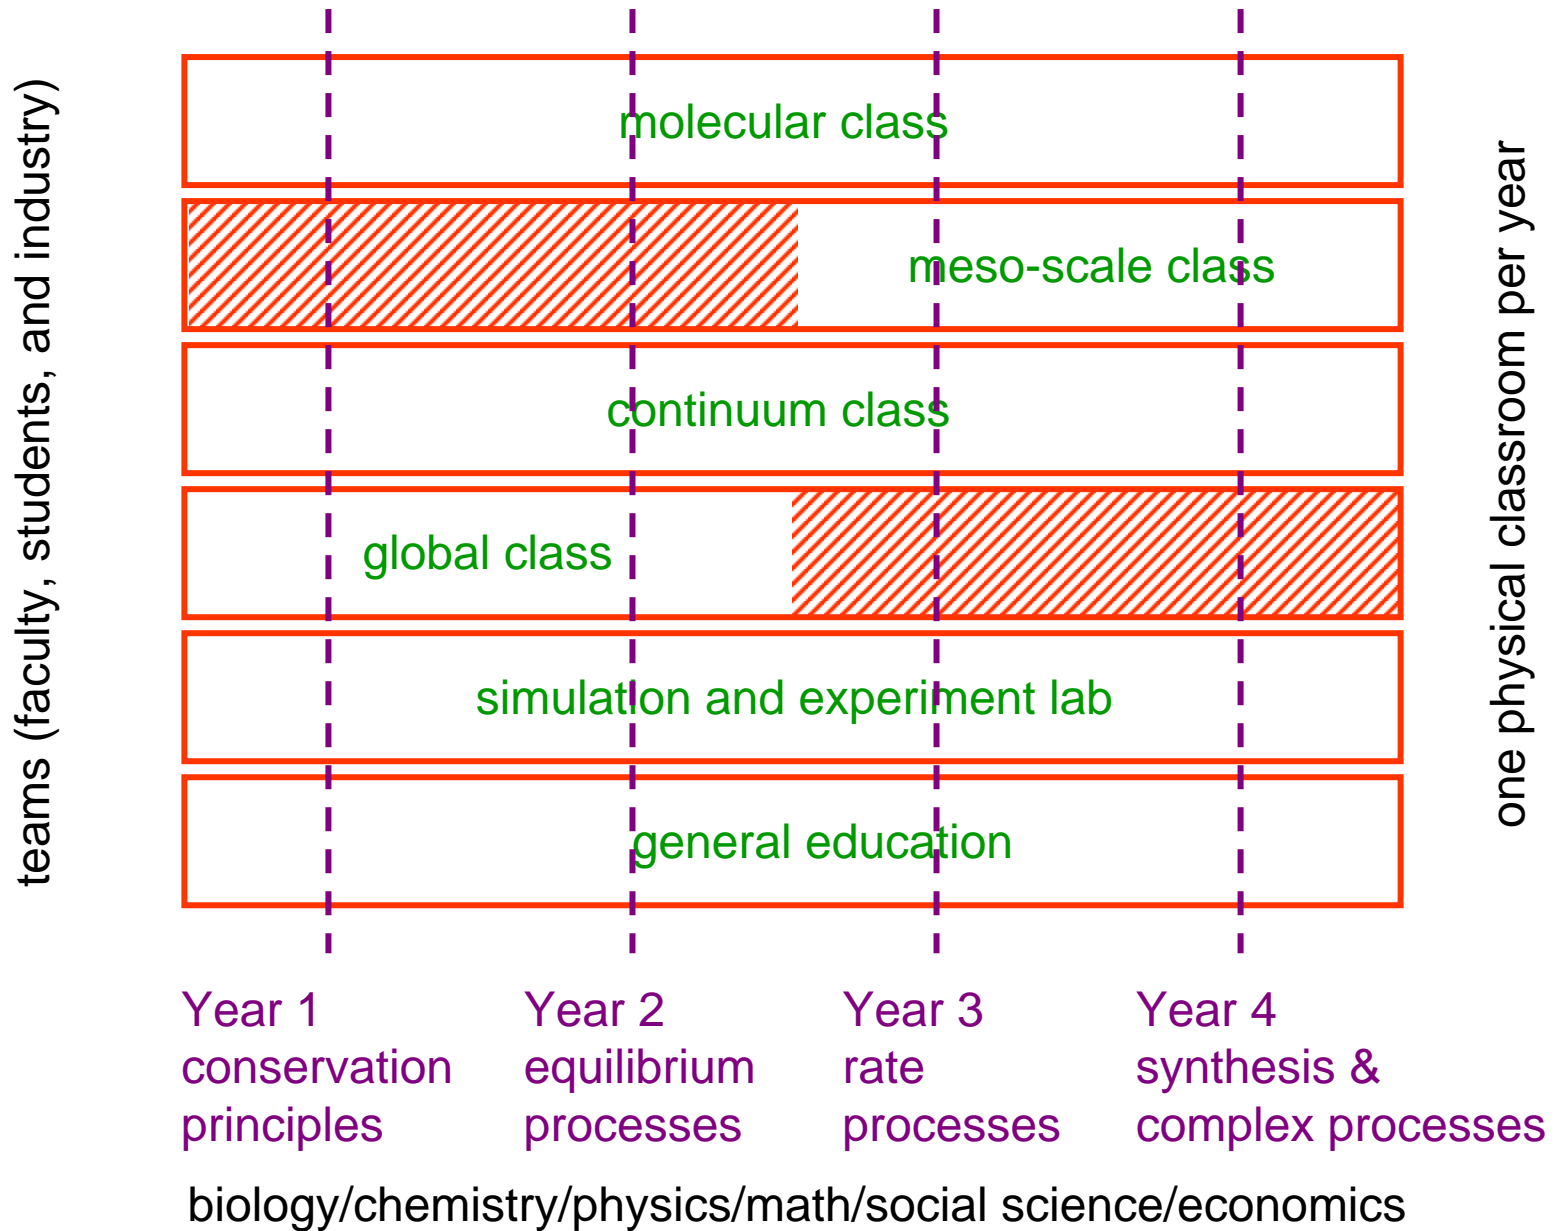 teams (faculty, students, and industry)
molecular class
meso-scale class
continuum class
global class
simulation and experiment lab
general education
one physical classroom per year
Year 1
conservation
principles
Year 2
equilibrium
processes
Year 3
rate
processes
Year 4
synthesis &
complex processes
biology/chemistry/physics/math/social science/economics